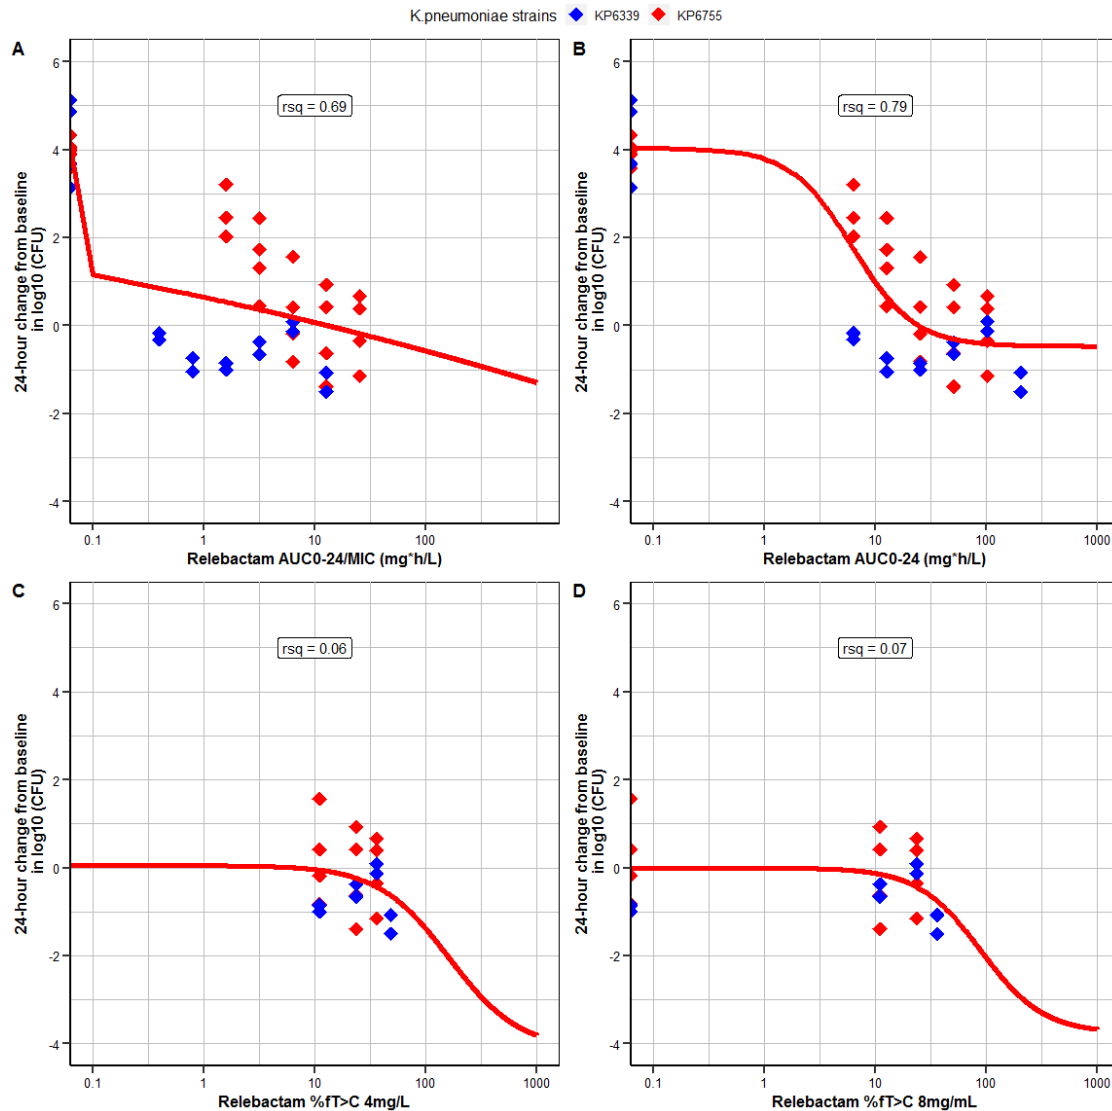 K.pneumoniae strains KP6339 KP6755
A
6
4
2
0
-2
-4
rsq = 0.69
24-hour change from baseline
in log10 (CFU)
0.1 1 10 100
Relebactam AUC0-24/MIC (mg*h/L)
B
6
4
2
0
-2
-4
rsq = 0.79
24-hour change from baseline
in log10 (CFU)
0.1 1 10 100 1000
Relebactam AUC0-24 (mg*h/L)
C
6
4
2
0
-2
-4
rsq = 0.06
24-hour change from baseline
in log10 (CFU)
0.1 1 10 100 1000
Relebactam %fT>C 4mg/L
D
6
4
2
0
-2
-4
rsq = 0.07
24-hour change from baseline
in log10 (CFU)
0.1 1 10 100 1000
Relebactam %fT>C 8mg/mL